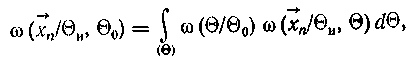 ω (x⃗ₙ/Θᵤ, Θ₀) = ∫₍Θ₎ ω (Θ/Θ₀) ω (x⃗ₙ/Θᵤ, Θ) dΘ,